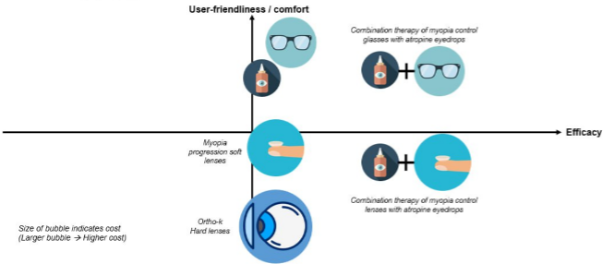 User-friendliness / comfort
Combination therapy of myopia control
glasses with atropine eyedrops
Efficacy
Myopia
progression soft
lenses
Combination therapy of myopia control
lenses with atropine eyedrops
Ortho-k
Hard lenses
Size of bubble indicates cost
(Larger bubble → Higher cost)